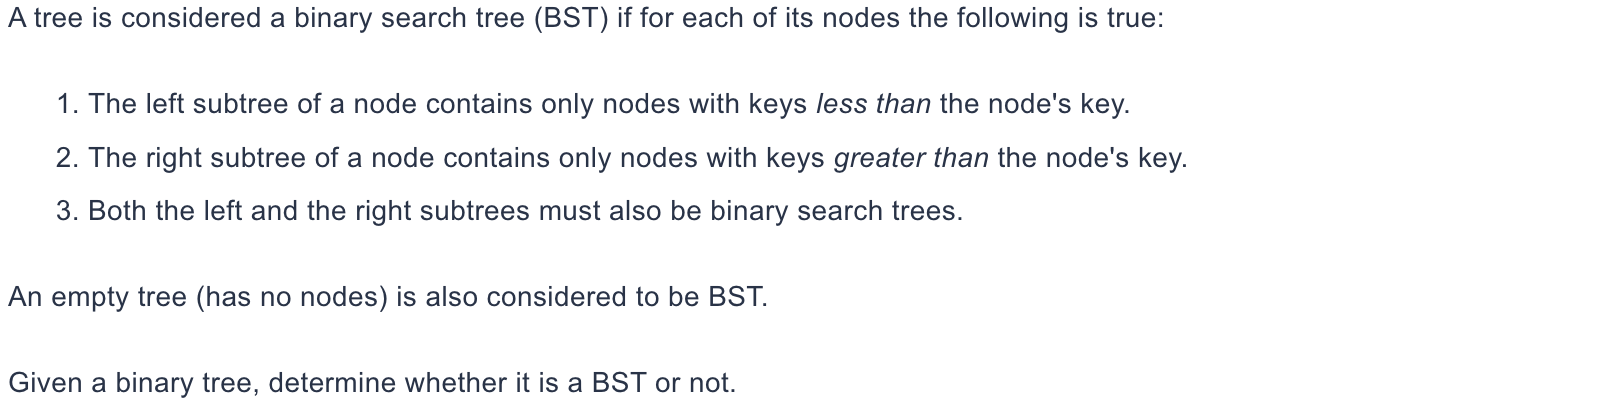 A tree is considered a binary search tree (BST) if for each of its nodes the following is true:
1. The left subtree of a node contains only nodes with keys less than the node's key.
2. The right subtree of a node contains only nodes with keys greater than the node's key.
3. Both the left and the right subtrees must also be binary search trees.
An empty tree (has no nodes) is also considered to be BST.
Given a binary tree, determine whether it is a BST or not.